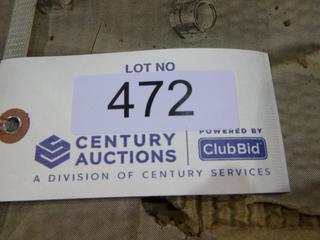 LOT NO
472
CENTURY
AUCTIONS
POWERED BY
ClubBid
A DIVISION OF CENTURY SERVICES